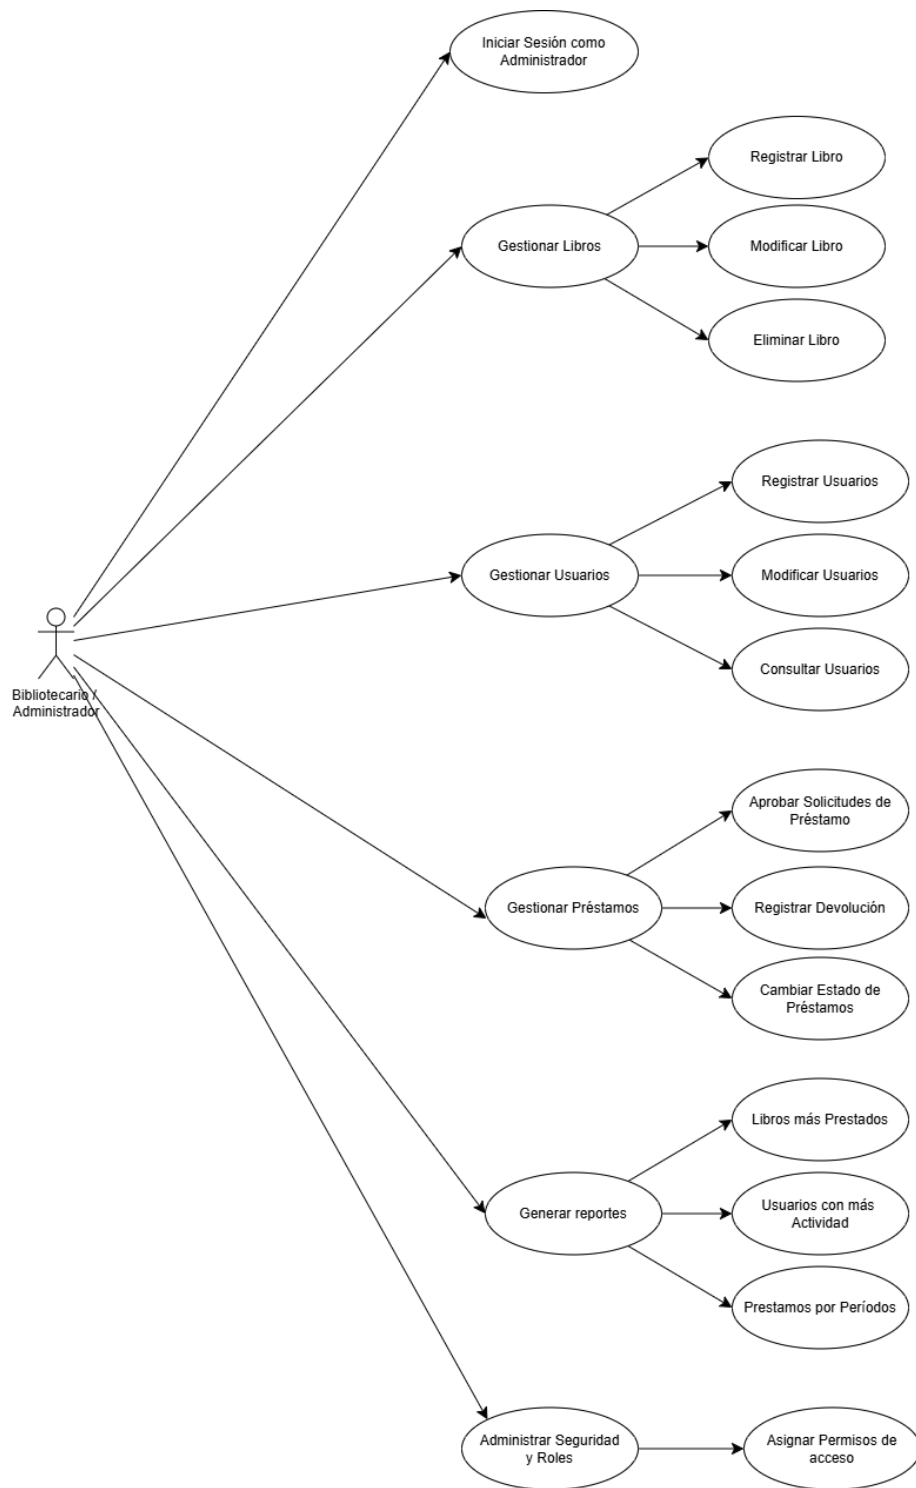 Iniciar Sesión como
Administrador
Registrar Libro
Gestionar Libros
Modificar Libro
Eliminar Libro
Registrar Usuarios
Gestionar Usuarios
Modificar Usuarios
Consultar Usuarios
Bibliotecario /
Administrador
Aprobar Solicitudes de
Préstamo
Gestionar Préstamos
Registrar Devolución
Cambiar Estado de
Préstamos
Libros más Prestados
Generar reportes
Usuarios con más
Actividad
Prestamos por Períodos
Administrar Seguridad
y Roles
Asignar Permisos de
acceso